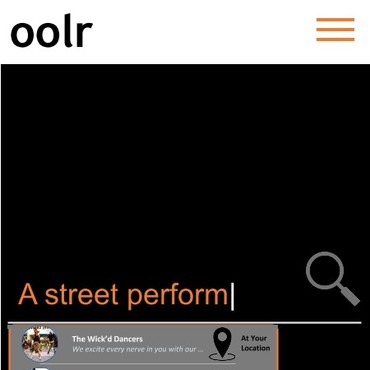 oolr
A street perform
The Wick'd Dancers
We excite every nerve in you with our ...
At Your
Location